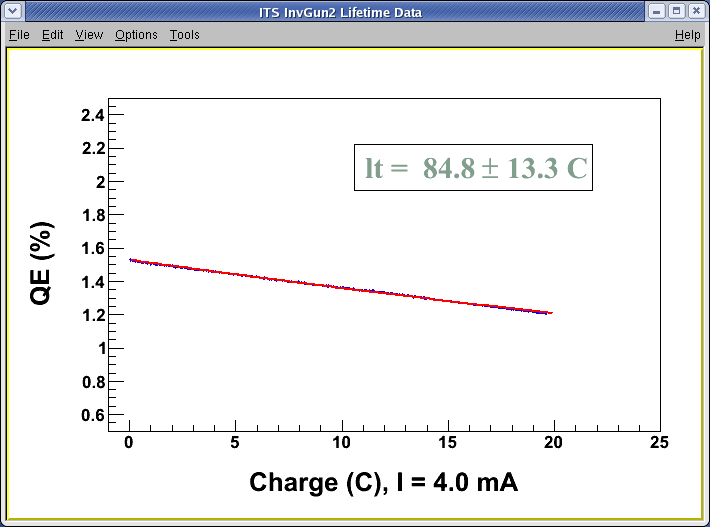 ITS InvGun2 Lifetime Data
File Edit View Options Tools Help
lt = 84.8 ± 13.3 C
2.4
2.2
2
1.8
1.6
1.4
1.2
1
0.8
0.6
QE (%)
0 5 10 15 20 25
Charge (C), I = 4.0 mA